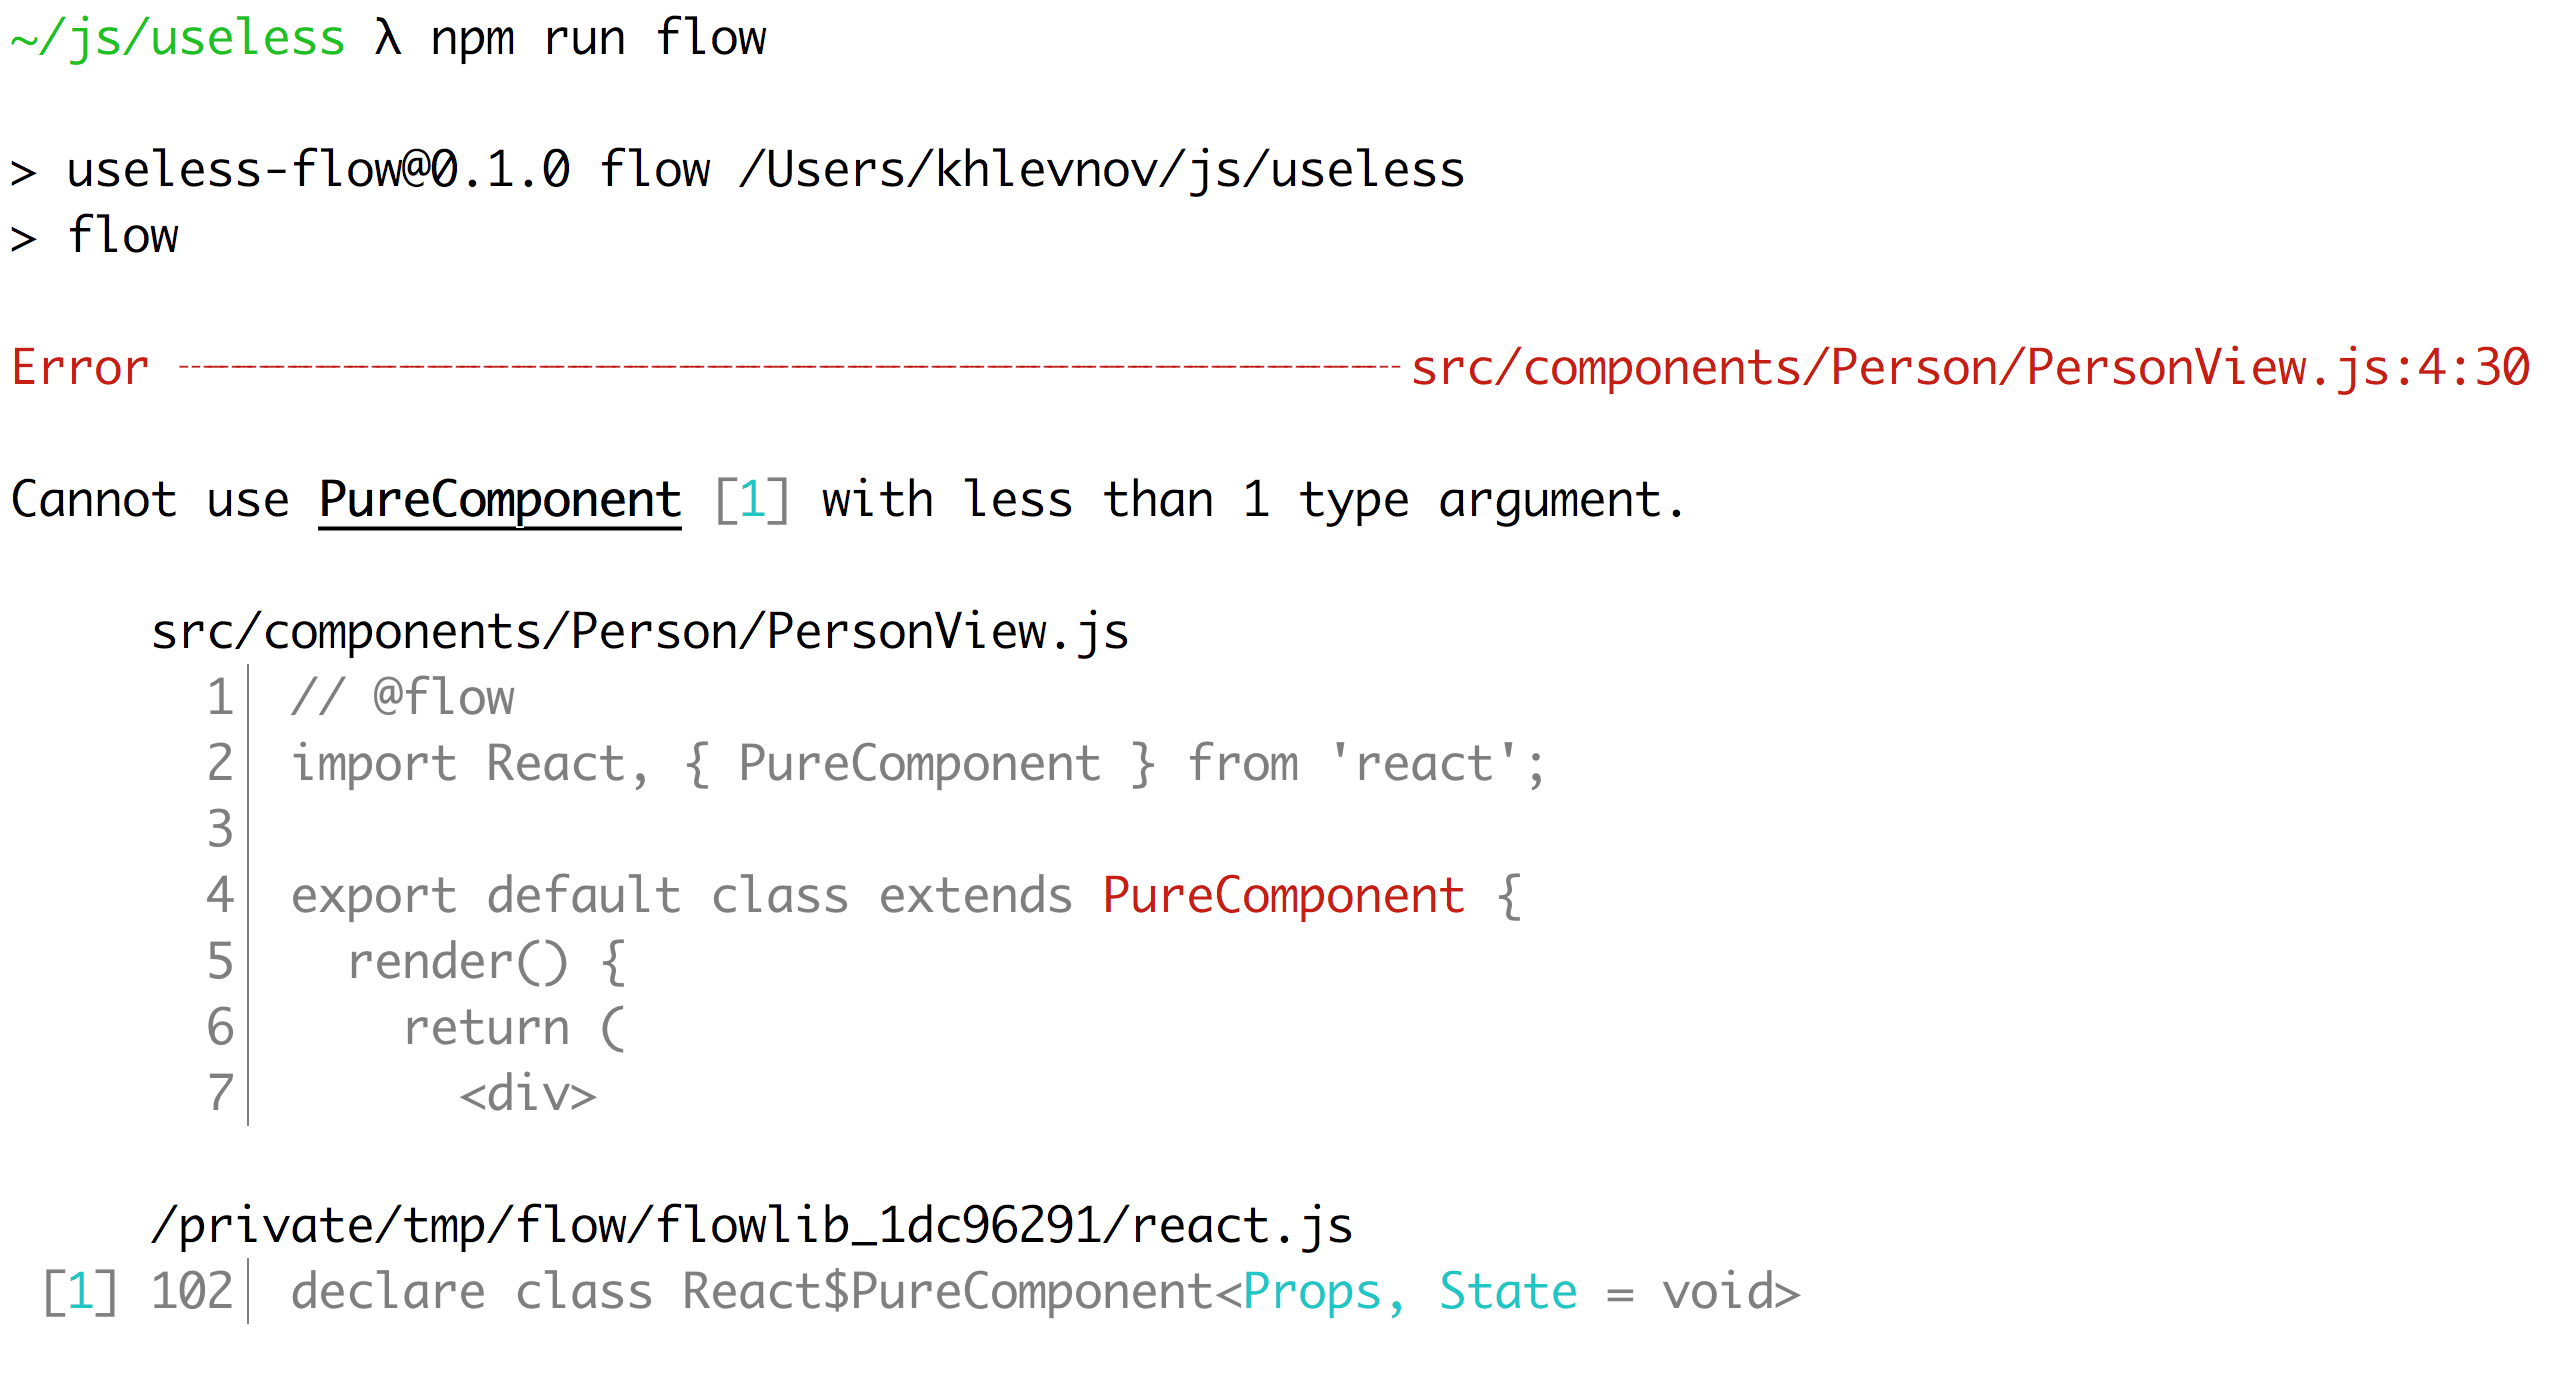 ~/js/useless λ npm run flow
> useless-flow@0.1.0 flow /Users/khlevnov/js/useless
> flow
Error -------------------------------------------- src/components/Person/PersonView.js:4:30
Cannot use PureComponent [1] with less than 1 type argument.
src/components/Person/PersonView.js
1│ // @flow
2│ import React, { PureComponent } from 'react';
3│
4│ export default class extends PureComponent {
5│   render() {
6│     return (
7│       <div>
/private/tmp/flow/flowlib_1dc96291/react.js
[1] 102│ declare class React$PureComponent<Props, State = void>